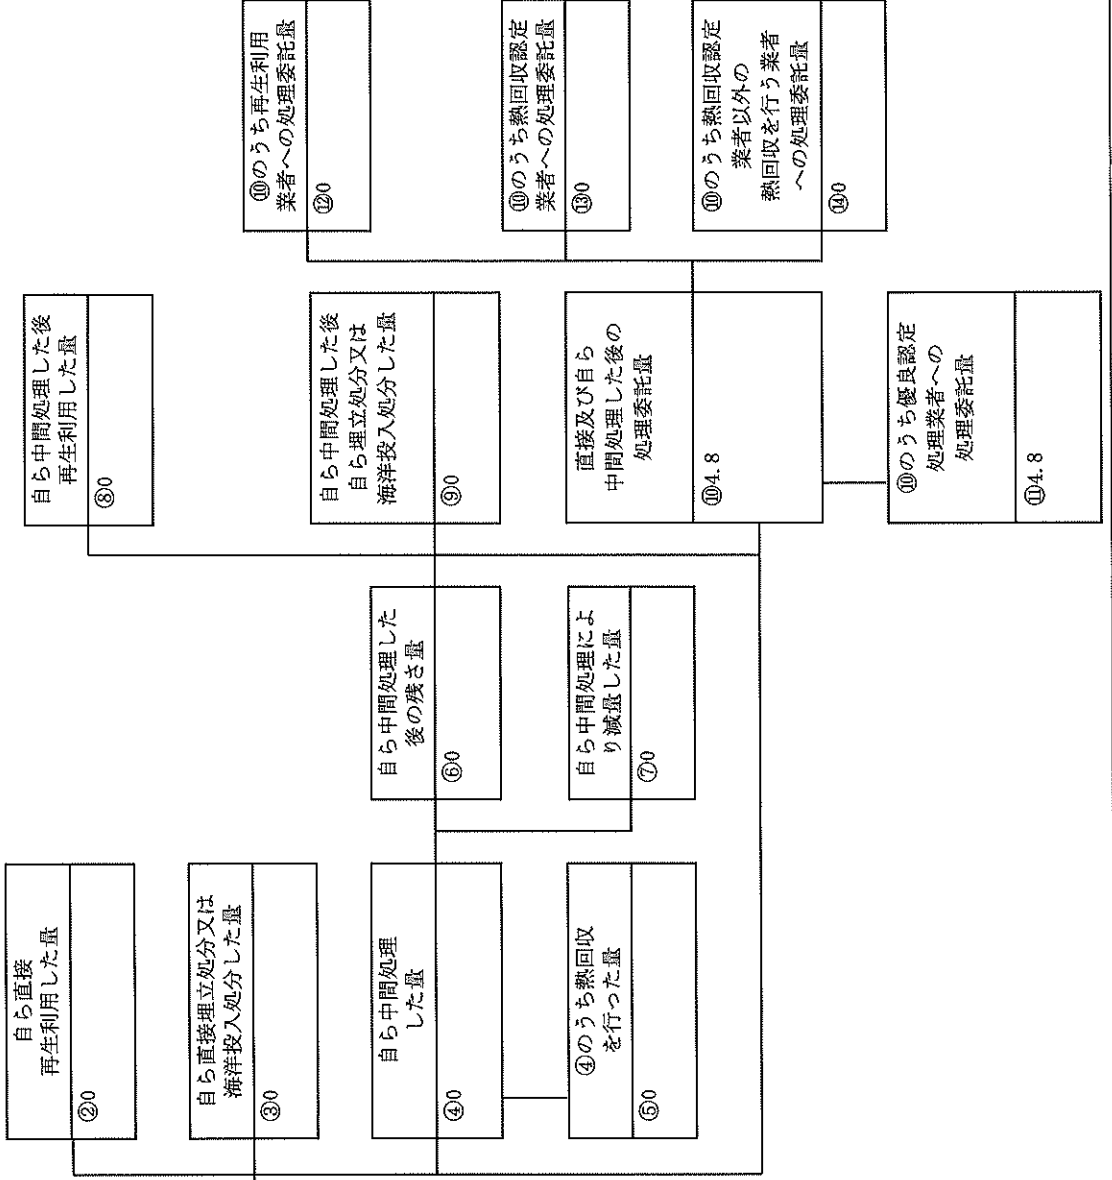 自ら直接
再生利用した量
②0
自ら直接埋立処分又は
海洋投入処分した量
③0
自ら中間処理
した量
④0
④のうち熱回収
を行った量
⑤0
自ら中間処理した
後の残さ量
⑥0
自ら中間処理によ
り減量した量
⑦0
自ら中間処理した後
再生利用した量
⑧0
自ら中間処理した後
自ら埋立処分又は
海洋投入処分した量
⑨0
直接及び自ら
中間処理した後の
処理委託量
⑩4.8
⑩のうち優良認定
処理業者への
処理委託量
⑪4.8
⑩のうち再生利用
業者への処理委託量
⑫0
⑩のうち熱回収認定
業者への処理委託量
⑬0
⑩のうち熱回収認定
業者以外の
熱回収を行う業者
への処理委託量
⑭0